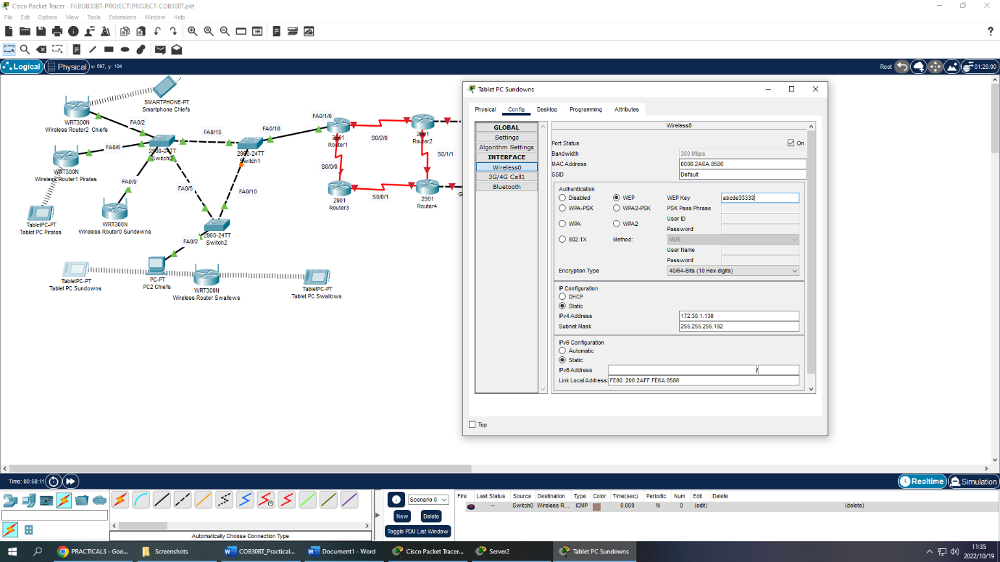 Cisco Packet Tracer - F:\BOB30BT-PROJECT\PROJECT-COB30BT.pkt
File Edit Options View Tools Extensions Window Help
Logical Physical x: 597, y: 104 Root 01:29:00
SMARTPHONE-PT
Smartphone Chiefs
WRT300N
Wireless Router2 Chiefs
FA0/2
FA0/15
FA0/18
FA0/1/0
2960-24TT
Switch0
2960-24TT
Switch1
2901
Router1
S0/2/0
2901
Router2
FA0/6
WRT300N
Wireless Router1 Pirates
S0/0/0
S0/1/1
FA0/9
FA0/5
FA0/10
S0/0/1
2901
Router3
2901
Router4
G
TabletPC-PT
Tablet PC Pirates
WRT300N
Wireless Router0 Sundowns
2960-24TT
Switch2
FA0/2
TabletPC-PT
Tablet PC Sundowns
PC-PT
PC2 Chiefs
WRT300N
Wireless Router Swallows
TabletPC-PT
Tablet PC Swallows
Tablet PC Sundowns
Physical Config Desktop Programming Attributes
GLOBAL
Settings
Algorithm Settings
INTERFACE
Wireless0
3G/4G Cell1
Bluetooth
Wireless0
Port Status On
Bandwidth 300 Mbps
MAC Address 0006.2A6A.8586
SSID Default
Authentication
Disabled WEP WEP Key abcde33333
WPA-PSK WPA2-PSK PSK Pass Phrase
User ID
WPA WPA2
Password
802.1X Method: MD5
User Name
Password
Encryption Type 40/64-Bits (10 Hex digits)
IP Configuration
DHCP
Static
IPv4 Address 172.30.1.130
Subnet Mask 255.255.255.192
IPv6 Configuration
Automatic
Static
IPv6 Address /
Link Local Address: FE80::206:2AFF:FE6A:8586
Top
Time: 00:50:11 Realtime Simulation
Scenario 0
New Delete
Toggle PDU List Window
Fire Last Status Source Destination Type Color Time(sec) Periodic Num Edit Delete
-- Switch0 Wireless R... ICMP 0.000 N 0 (edit) (delete)
Automatically Choose Connection Type
PRACTICAL3 - Goo... Screenshots COB30BT_Practical... Document1 - Word Cisco Packet Tracer... Server2 Tablet PC Sundowns
11:35
2022/10/19